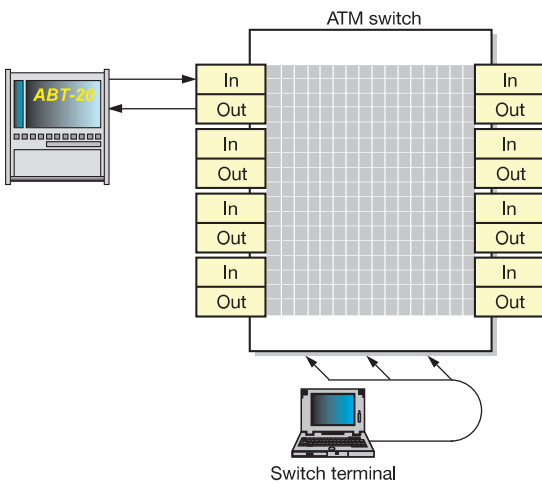 ATM switch
ABT-20
In
Out
In
Out
In
Out
In
Out
In
Out
In
Out
In
Out
In
Out
Switch terminal